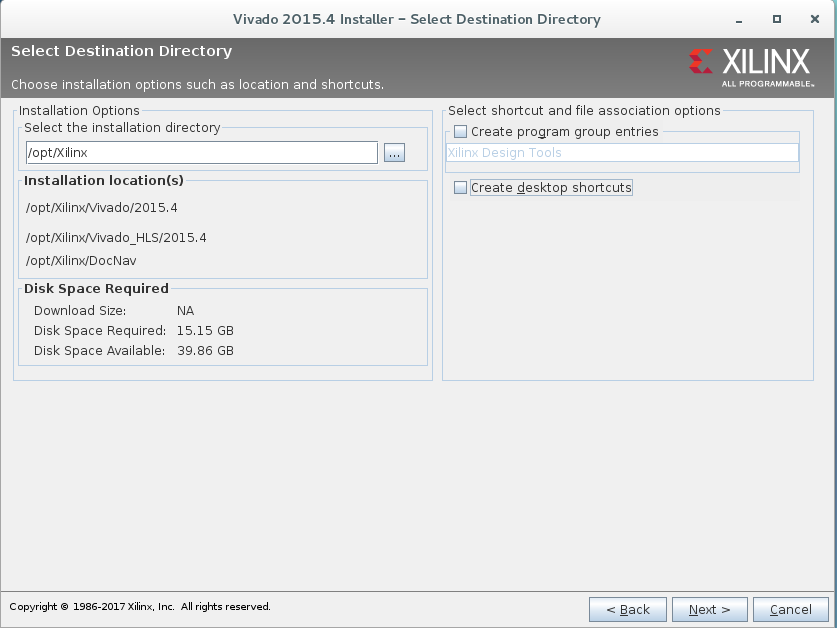 Vivado 2015.4 Installer - Select Destination Directory
Select Destination Directory
Choose installation options such as location and shortcuts.
XILINX
ALL PROGRAMMABLE™
Installation Options
Select the installation directory
/opt/Xilinx
...
Installation location(s)
/opt/Xilinx/Vivado/2015.4
/opt/Xilinx/Vivado_HLS/2015.4
/opt/Xilinx/DocNav
Disk Space Required
Download Size: NA
Disk Space Required: 15.15 GB
Disk Space Available: 39.86 GB
Select shortcut and file association options
Create program group entries
Xilinx Design Tools
Create desktop shortcuts
Copyright © 1986-2017 Xilinx, Inc. All rights reserved.
< Back
Next >
Cancel